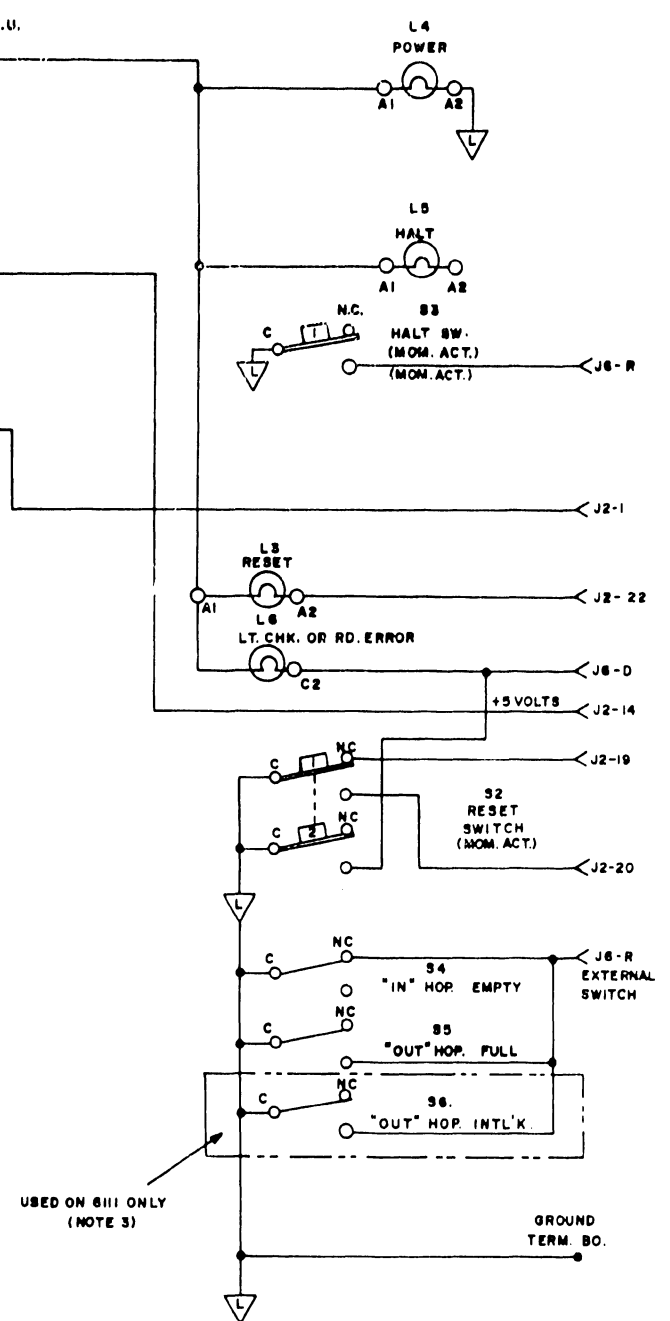 .U.
L4
POWER
A1 A2
L
L5
HALT
A1 A2
N.C. S3
C 1 HALT SW.
(MOM. ACT.)
L (MOM. ACT.) J6-R
J2-1
L3
RESET
A1 A2 J2-22
L6
LT. CHK. OR RD. ERROR
C2 J6-D
+5 VOLTS J2-14
C 1 NC J2-19
S2
RESET
SWITCH
(MOM. ACT.)
C 2 NC
J2-20
L
C NC J6-R
EXTERNAL
SWITCH
S4
"IN" HOP. EMPTY
C NC
S5
"OUT" HOP. FULL
C NC
S6.
"OUT" HOP. INTL'K.
USED ON 6111 ONLY
(NOTE 3)
GROUND
TERM. BO.
L